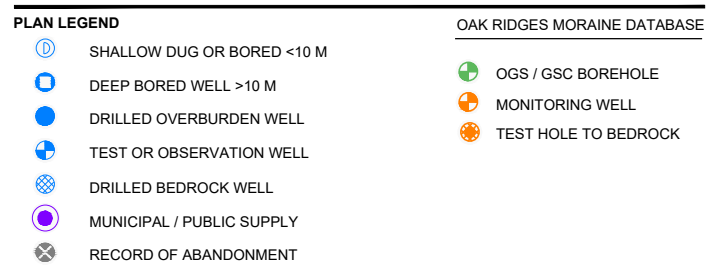 PLAN LEGEND
D
SHALLOW DUG OR BORED <10 M
DEEP BORED WELL >10 M
DRILLED OVERBURDEN WELL
TEST OR OBSERVATION WELL
DRILLED BEDROCK WELL
MUNICIPAL / PUBLIC SUPPLY
RECORD OF ABANDONMENT
OAK RIDGES MORAINE DATABASE
OGS / GSC BOREHOLE
MONITORING WELL
TEST HOLE TO BEDROCK